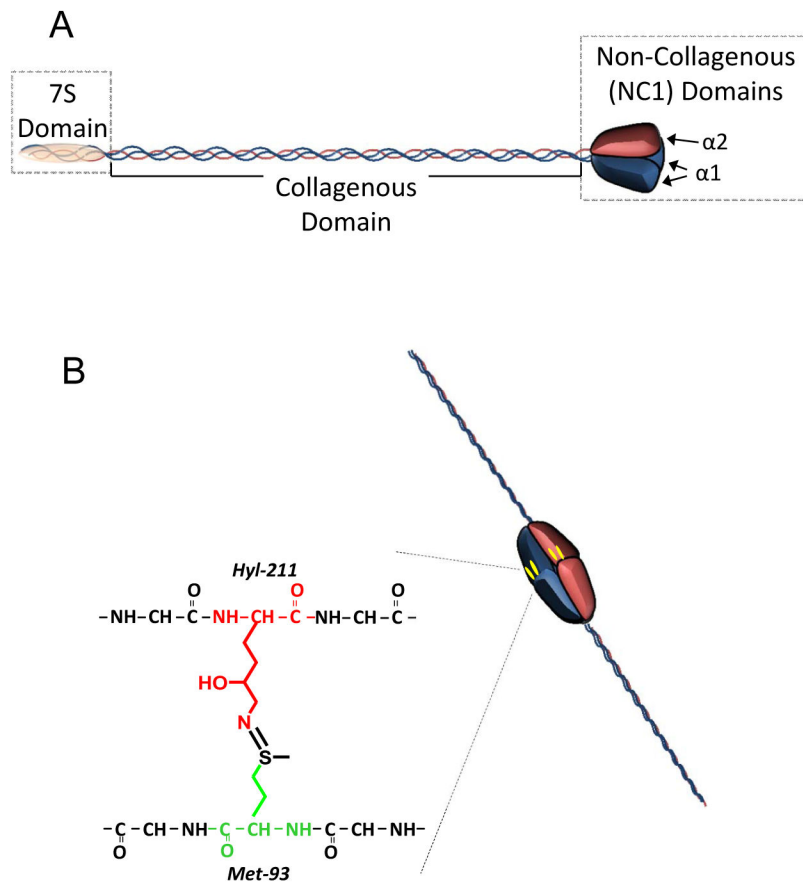 A
7S
Domain
Collagenous
Domain
Non-Collagenous
(NC1) Domains
α2
α1
B
Hyl-211
O O O
–NH–CH–C–NH–CH–C–NH–CH–C–
HO
N
S
–C–CH–NH–C–CH–NH–C–CH–NH–
O O O
Met-93